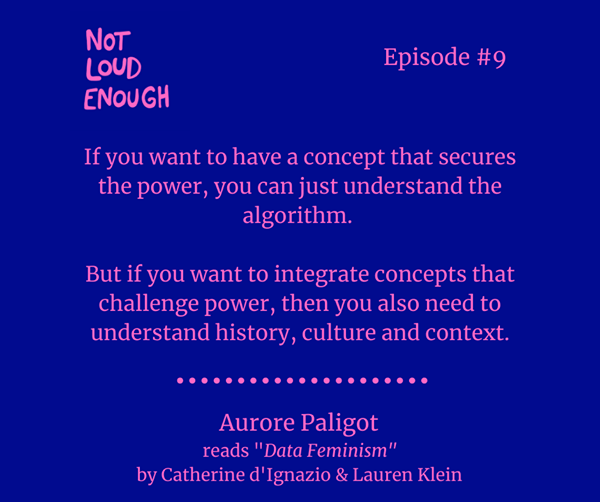 NOT
LOUD
ENOUGH
Episode #9
If you want to have a concept that secures
the power, you can just understand the
algorithm.
But if you want to integrate concepts that
challenge power, then you also need to
understand history, culture and context.
Aurore Paligot
reads "Data Feminism"
by Catherine d'Ignazio & Lauren Klein